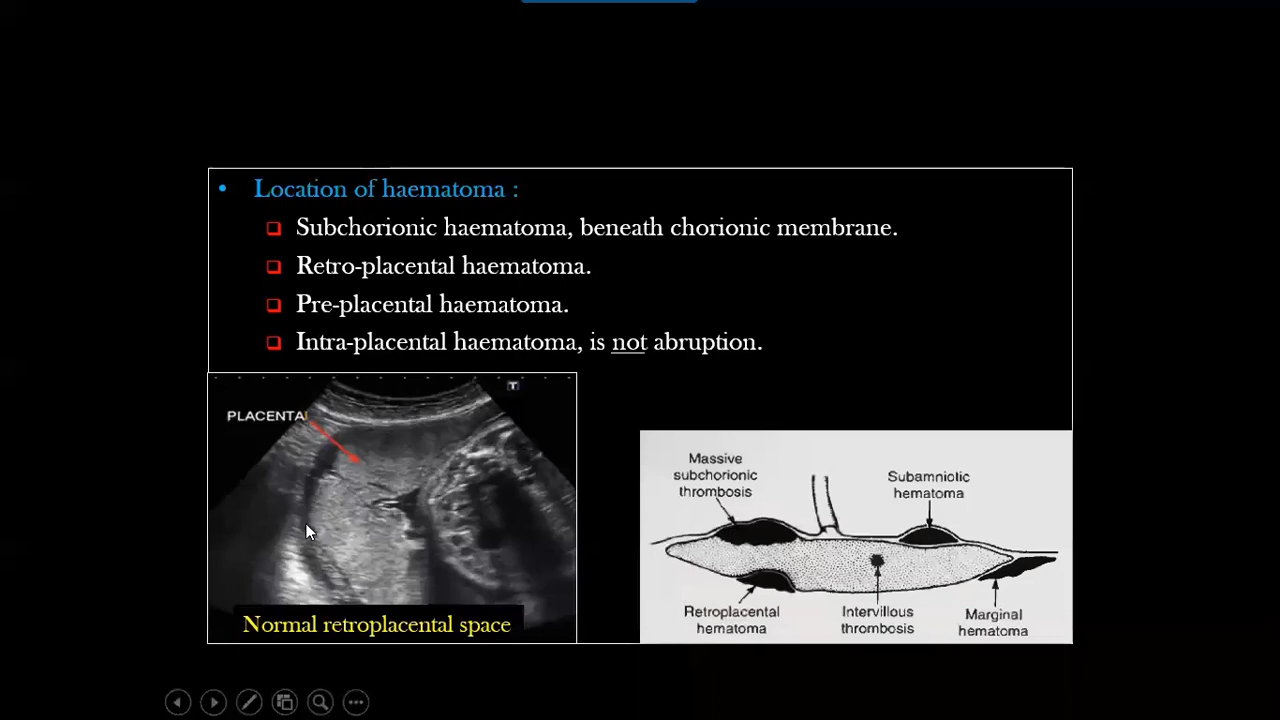 • Location of haematoma :
❑ Subchorionic haematoma, beneath chorionic membrane.
❑ Retro-placental haematoma.
❑ Pre-placental haematoma.
❑ Intra-placental haematoma, is not abruption.
T
PLACENTA
Normal retroplacental space
Massive
subchorionic
thrombosis
Subamniotic
hematoma
Retroplacental
hematoma
Intervillous
thrombosis
Marginal
hematoma